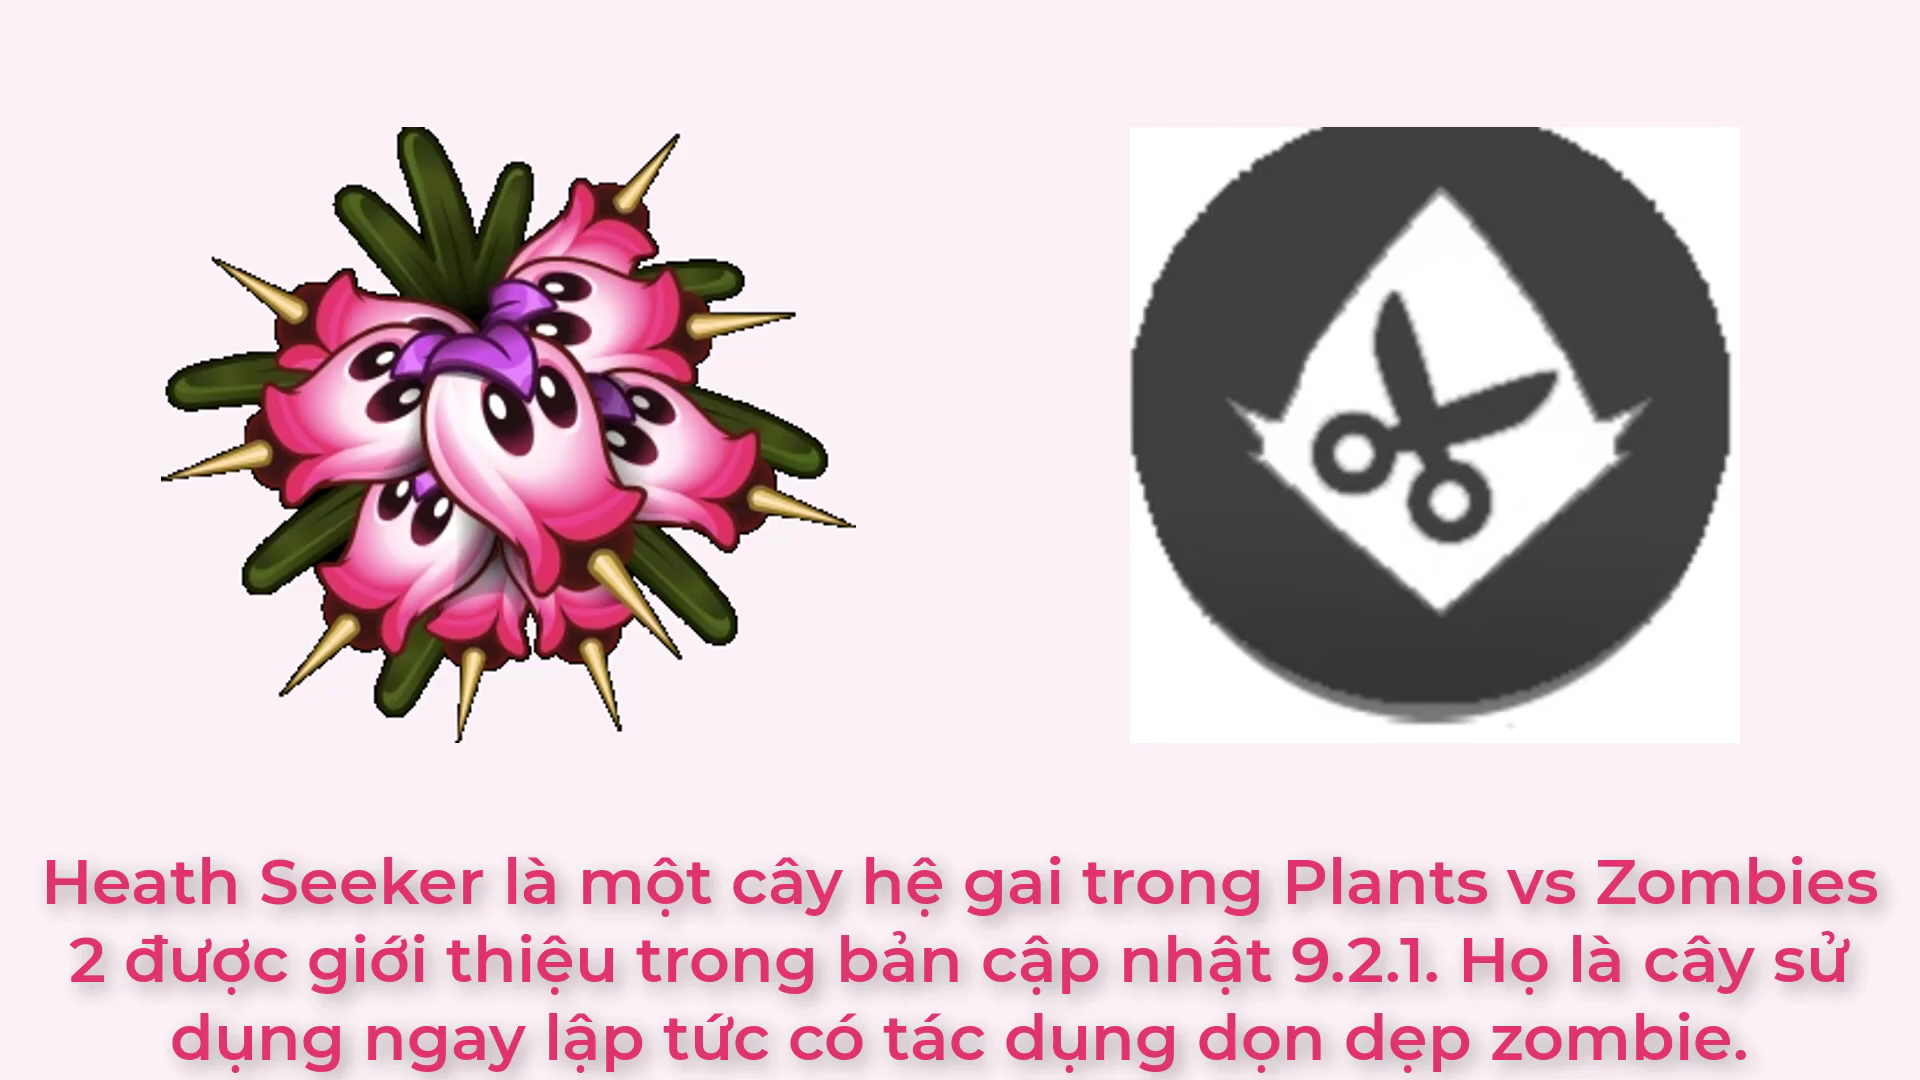 Heath Seeker là một cây hệ gai trong Plants vs Zombies
2 được giới thiệu trong bản cập nhật 9.2.1. Họ là cây sử
dụng ngay lập tức có tác dụng dọn dẹp zombie.